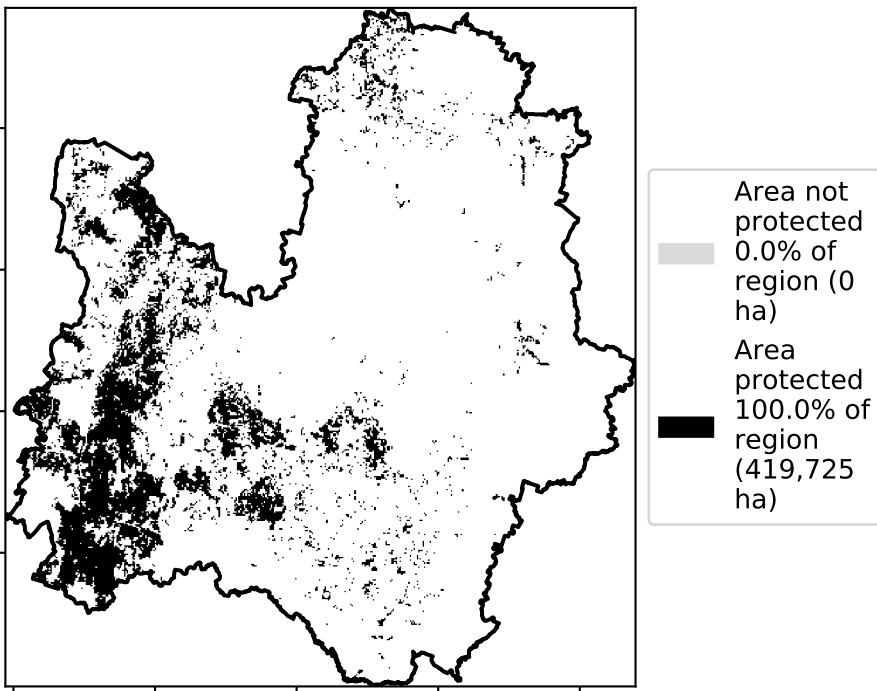 Area not
protected
0.0% of
region (0
ha)
Area
protected
100.0% of
region
(419,725
ha)